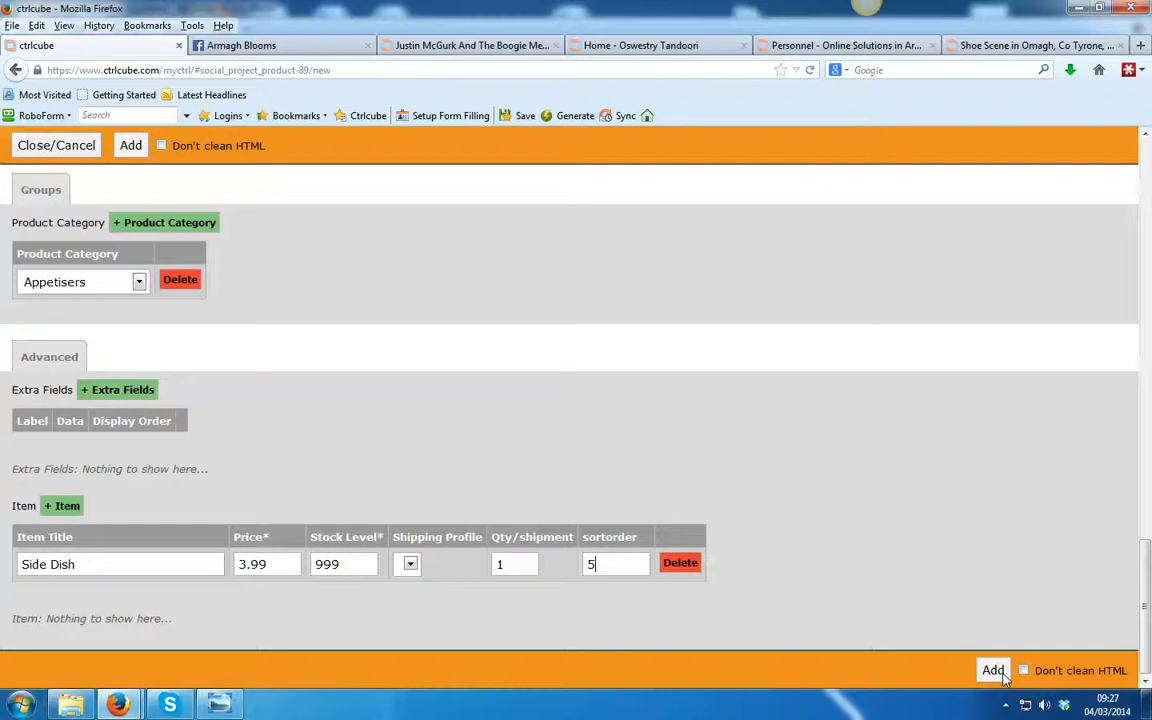 ctrlcube - Mozilla Firefox
File Edit View History Bookmarks Tools Help
ctrlcube × Armagh Blooms × Justin McGurk And The Boogie Me... × Home - Oswestry Tandoori × Personnel - Online Solutions in Ar... × Shoe Scene in Omagh, Co Tyrone, ... × +
https://www.ctrlcube.com/myctrl/#social_project_product-89/new Google
Most Visited Getting Started Latest Headlines
RoboForm Search Logins Bookmarks Ctrlcube Setup Form Filling Save Generate Sync
Close/Cancel Add Don't clean HTML
Groups
Product Category + Product Category
Product Category
Appetisers Delete
Advanced
Extra Fields + Extra Fields
Label Data Display Order
Extra Fields: Nothing to show here...
Item + Item
Item Title Price* Stock Level* Shipping Profile Qty/shipment sortorder
Side Dish 3.99 999 1 5 Delete
Item: Nothing to show here...
Add Don't clean HTML
09:27
04/03/2014